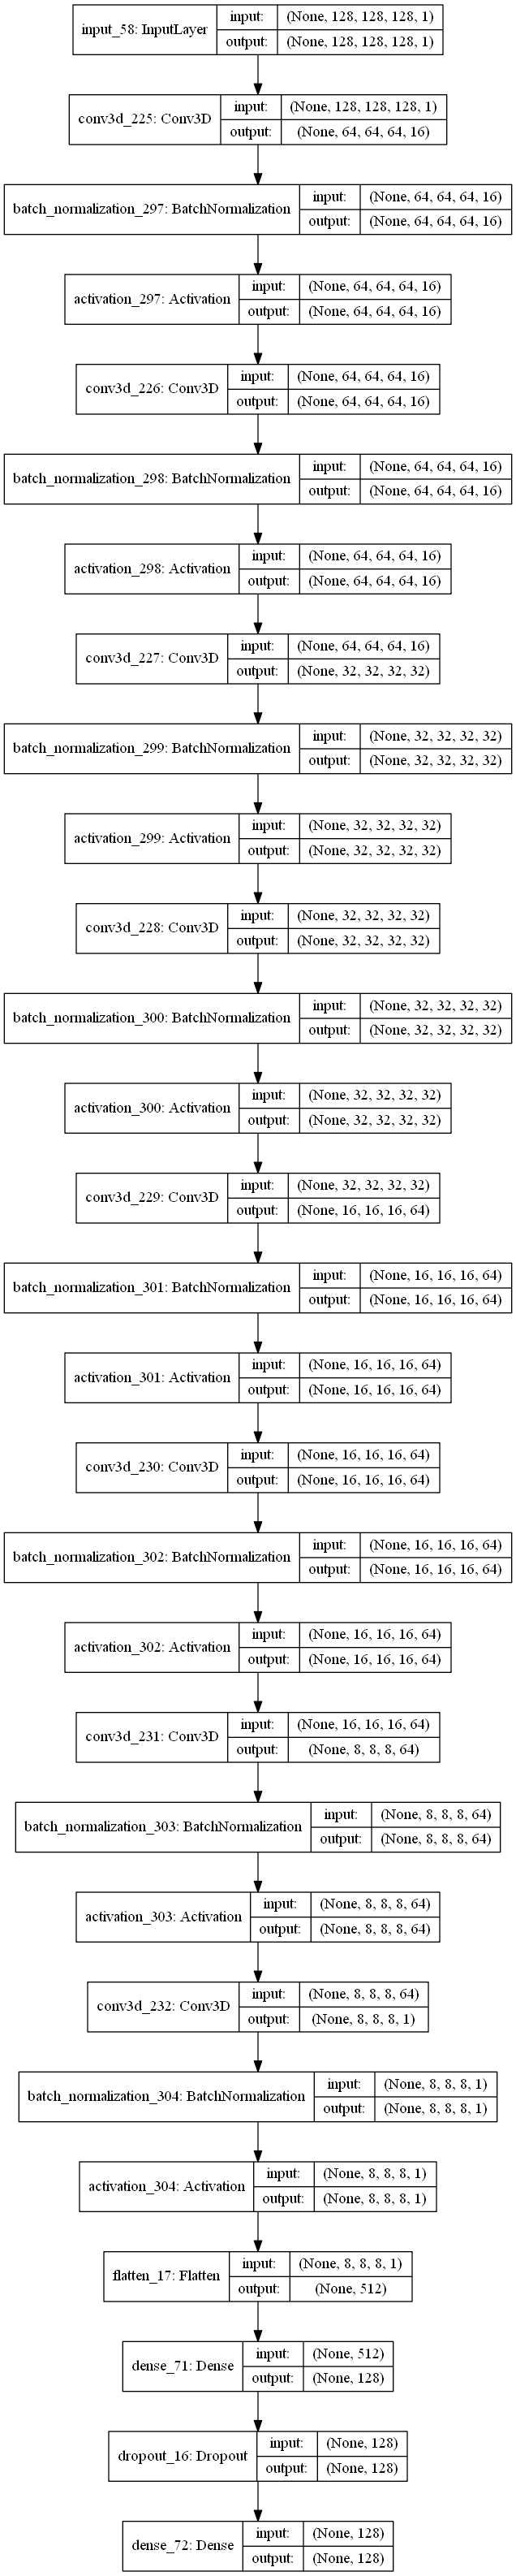 input_58: InputLayer
input:
(None, 128, 128, 128, 1)
output:
(None, 128, 128, 128, 1)
conv3d_225: Conv3D
input:
(None, 128, 128, 128, 1)
output:
(None, 64, 64, 64, 16)
batch_normalization_297: BatchNormalization
input:
(None, 64, 64, 64, 16)
output:
(None, 64, 64, 64, 16)
activation_297: Activation
input:
(None, 64, 64, 64, 16)
output:
(None, 64, 64, 64, 16)
conv3d_226: Conv3D
input:
(None, 64, 64, 64, 16)
output:
(None, 64, 64, 64, 16)
batch_normalization_298: BatchNormalization
input:
(None, 64, 64, 64, 16)
output:
(None, 64, 64, 64, 16)
activation_298: Activation
input:
(None, 64, 64, 64, 16)
output:
(None, 64, 64, 64, 16)
conv3d_227: Conv3D
input:
(None, 64, 64, 64, 16)
output:
(None, 32, 32, 32, 32)
batch_normalization_299: BatchNormalization
input:
(None, 32, 32, 32, 32)
output:
(None, 32, 32, 32, 32)
activation_299: Activation
input:
(None, 32, 32, 32, 32)
output:
(None, 32, 32, 32, 32)
conv3d_228: Conv3D
input:
(None, 32, 32, 32, 32)
output:
(None, 32, 32, 32, 32)
batch_normalization_300: BatchNormalization
input:
(None, 32, 32, 32, 32)
output:
(None, 32, 32, 32, 32)
activation_300: Activation
input:
(None, 32, 32, 32, 32)
output:
(None, 32, 32, 32, 32)
conv3d_229: Conv3D
input:
(None, 32, 32, 32, 32)
output:
(None, 16, 16, 16, 64)
batch_normalization_301: BatchNormalization
input:
(None, 16, 16, 16, 64)
output:
(None, 16, 16, 16, 64)
activation_301: Activation
input:
(None, 16, 16, 16, 64)
output:
(None, 16, 16, 16, 64)
conv3d_230: Conv3D
input:
(None, 16, 16, 16, 64)
output:
(None, 16, 16, 16, 64)
batch_normalization_302: BatchNormalization
input:
(None, 16, 16, 16, 64)
output:
(None, 16, 16, 16, 64)
activation_302: Activation
input:
(None, 16, 16, 16, 64)
output:
(None, 16, 16, 16, 64)
conv3d_231: Conv3D
input:
(None, 16, 16, 16, 64)
output:
(None, 8, 8, 8, 64)
batch_normalization_303: BatchNormalization
input:
(None, 8, 8, 8, 64)
output:
(None, 8, 8, 8, 64)
activation_303: Activation
input:
(None, 8, 8, 8, 64)
output:
(None, 8, 8, 8, 64)
conv3d_232: Conv3D
input:
(None, 8, 8, 8, 64)
output:
(None, 8, 8, 8, 1)
batch_normalization_304: BatchNormalization
input:
(None, 8, 8, 8, 1)
output:
(None, 8, 8, 8, 1)
activation_304: Activation
input:
(None, 8, 8, 8, 1)
output:
(None, 8, 8, 8, 1)
flatten_17: Flatten
input:
(None, 8, 8, 8, 1)
output:
(None, 512)
dense_71: Dense
input:
(None, 512)
output:
(None, 128)
dropout_16: Dropout
input:
(None, 128)
output:
(None, 128)
dense_72: Dense
input:
(None, 128)
output:
(None, 128)